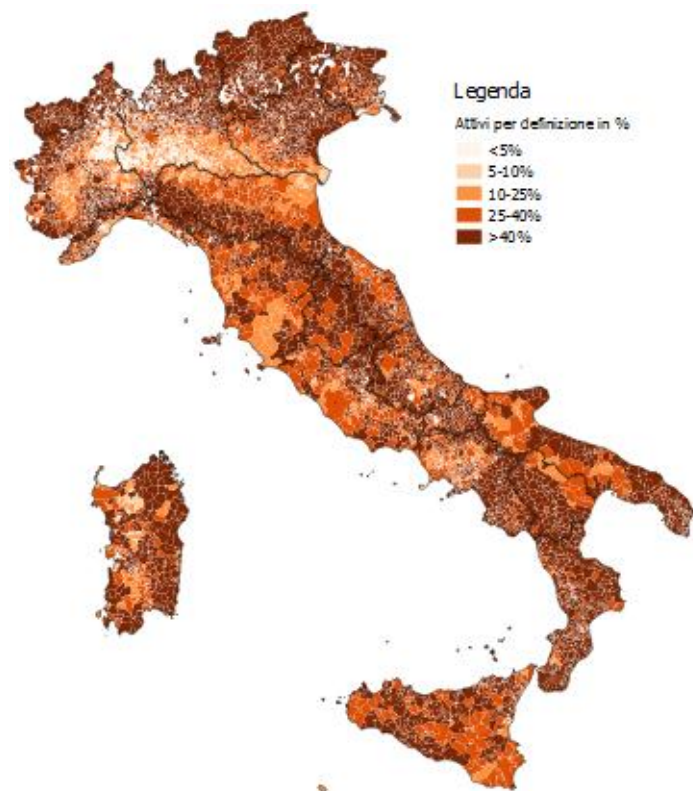 Legenda
Attivi per definizione in %
<5%
5-10%
10-25%
25-40%
>40%